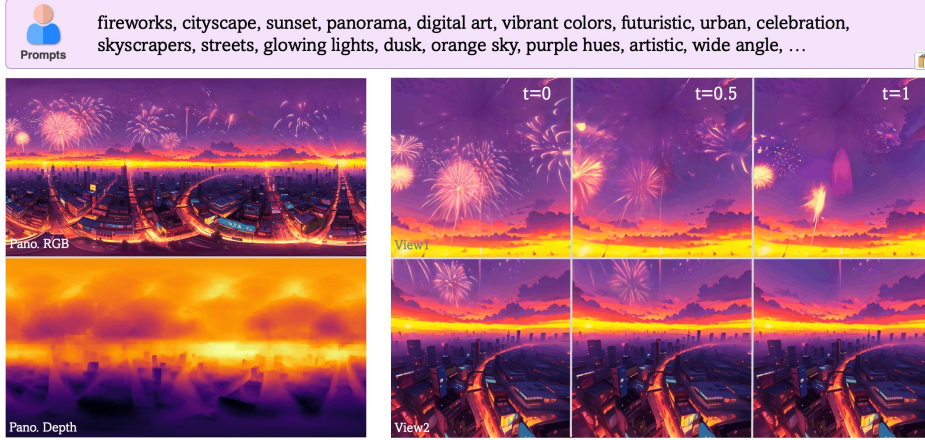 fireworks, cityscape, sunset, panorama, digital art, vibrant colors, futuristic, urban, celebration,
skyscrapers, streets, glowing lights, dusk, orange sky, purple hues, artistic, wide angle, …
Prompts
t=0
t=0.5
t=1
Pano. RGB
View1
Pano. Depth
View2